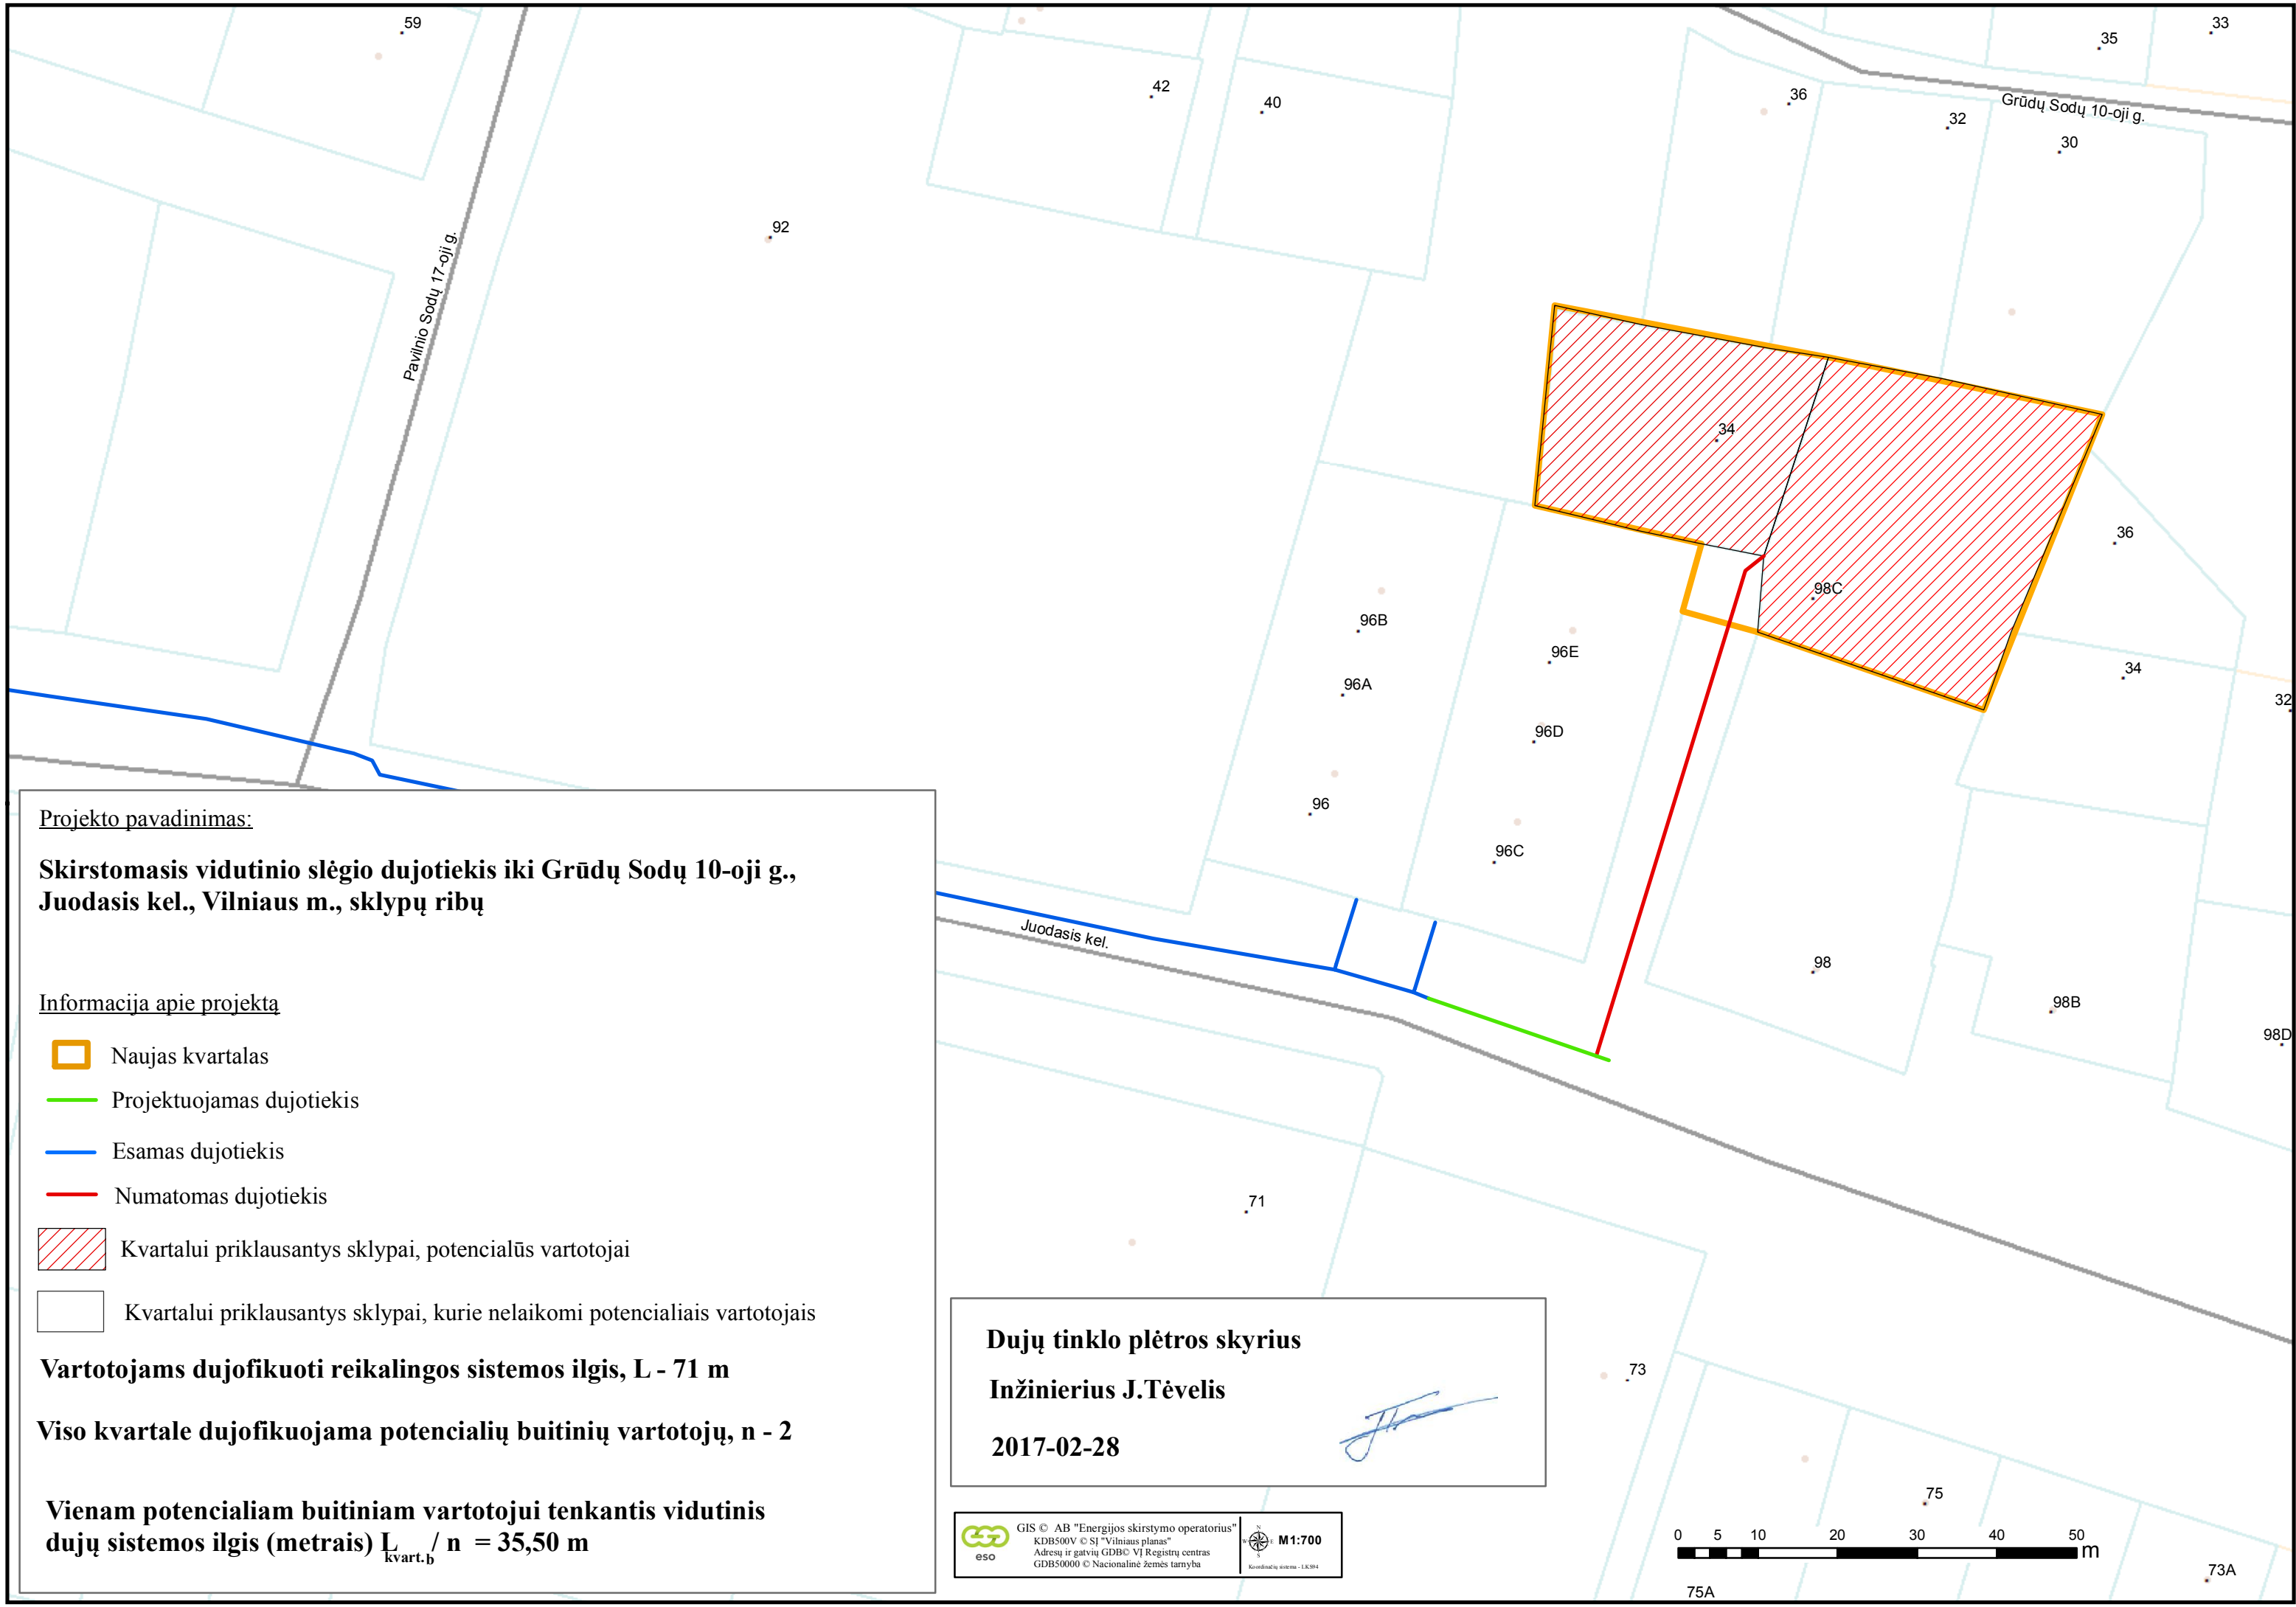 59
33
35
42
40
36
32
Grūdų Sodų 10-oji g.
30
92
Pavilnio Sodų 17-oji g.
34
36
98C
96B
96E
34
96A
32
96D
96
96C
Juodasis kel.
98
98B
98D
71
73
75
73A
75A
Projekto pavadinimas:
Skirstomasis vidutinio slėgio dujotiekis iki Grūdų Sodų 10-oji g.,
Juodasis kel., Vilniaus m., sklypų ribų
Informacija apie projektą
Naujas kvartalas
Projektuojamas dujotiekis
Esamas dujotiekis
Numatomas dujotiekis
Kvartalui priklausantys sklypai, potencialūs vartotojai
Kvartalui priklausantys sklypai, kurie nelaikomi potencialiais vartotojais
Vartotojams dujofikuoti reikalingos sistemos ilgis, L - 71 m
Viso kvartale dujofikuojama potencialių buitinių vartotojų, n - 2
Vienam potencialiam buitiniam vartotojui tenkantis vidutinis
dujų sistemos ilgis (metrais) L kvart.b / n = 35,50 m
Dujų tinklo plėtros skyrius
Inžinierius J.Tėvelis
2017-02-28
eso
GIS © AB "Energijos skirstymo operatorius"
KDB500V © SĮ "Vilniaus planas"
Adresų ir gatvių GDB© VĮ Registrų centras
GDB50000 © Nacionalinė žemės tarnyba
N
W E
S
M1:700
Koordinačių sistema - LKS94
0 5 10 20 30 40 50
m